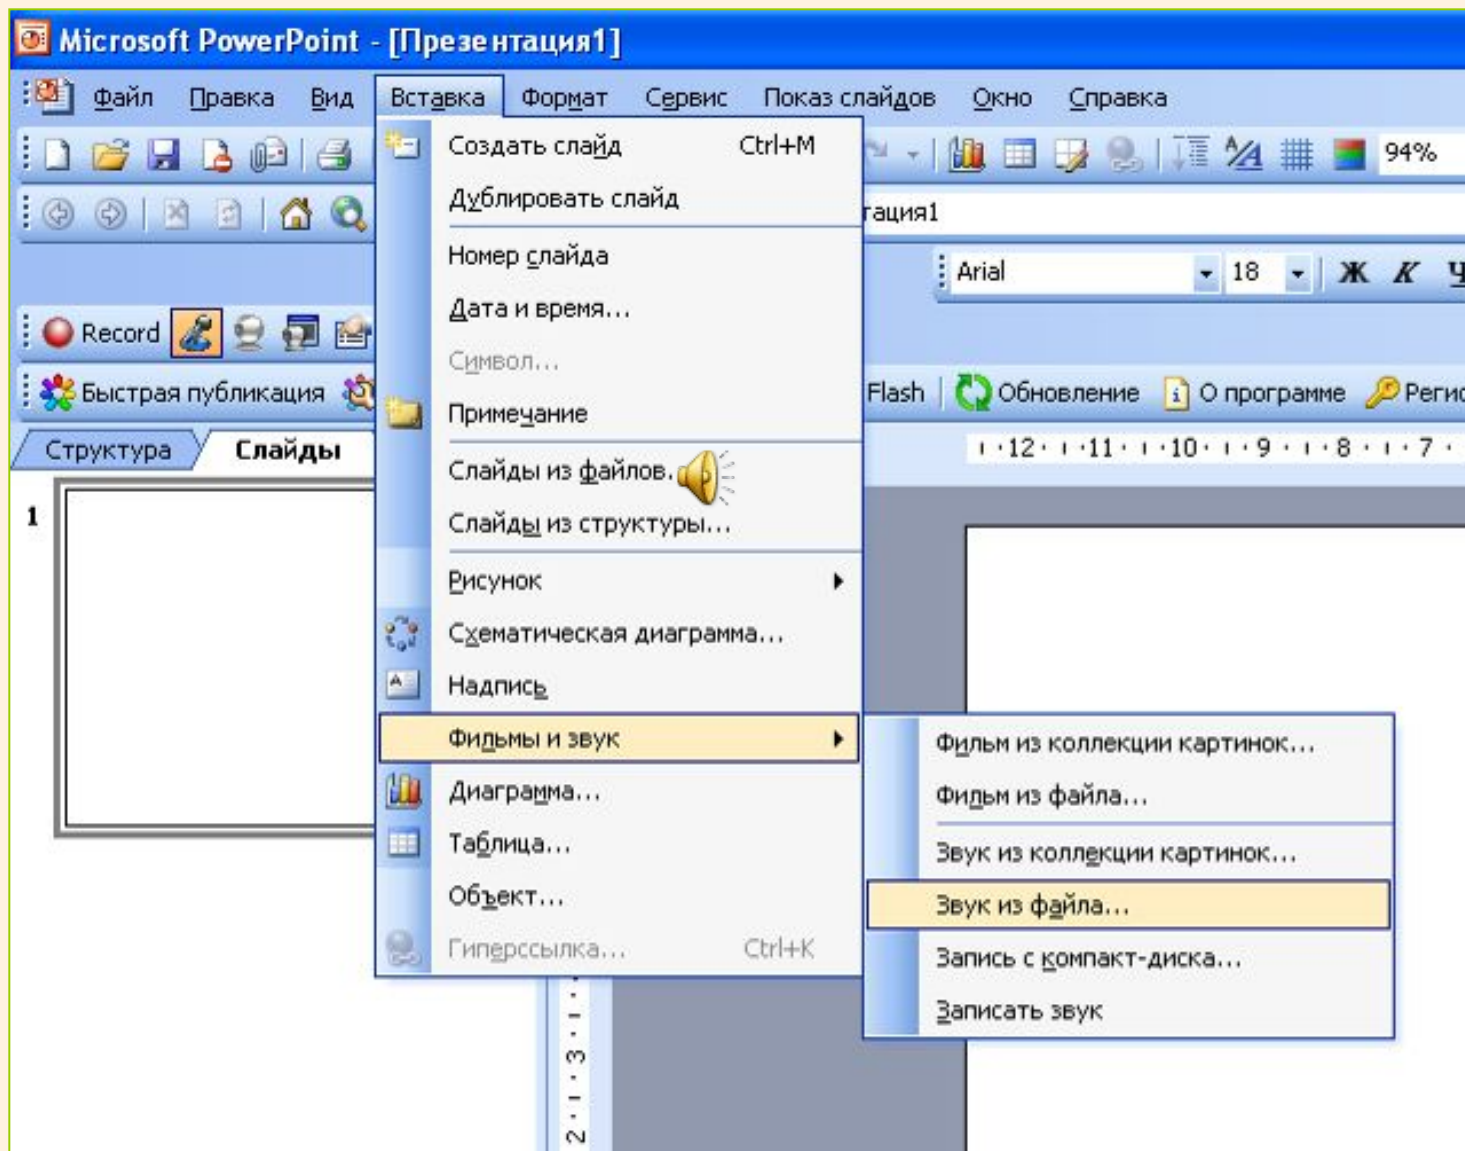 Microsoft PowerPoint - [Презентация1]
Файл Правка Вид Вставка Формат Сервис Показ слайдов Окно Справка
94%
тация1
Arial 18 Ж К Ч
Record
Быстрая публикация Flash Обновление О программе Регис
Структура Слайды
12 11 10 9 8 7
1
Создать слайд Ctrl+M
Дублировать слайд
Номер слайда
Дата и время...
Символ...
Примечание
Слайды из файлов.
Слайды из структуры...
Рисунок
Схематическая диаграмма...
Надпись
Фильмы и звук
Диаграмма...
Таблица...
Объект...
Гиперссылка... Ctrl+K
Фильм из коллекции картинок...
Фильм из файла...
Звук из коллекции картинок...
Звук из файла...
Запись с компакт-диска...
Записать звук
3
2